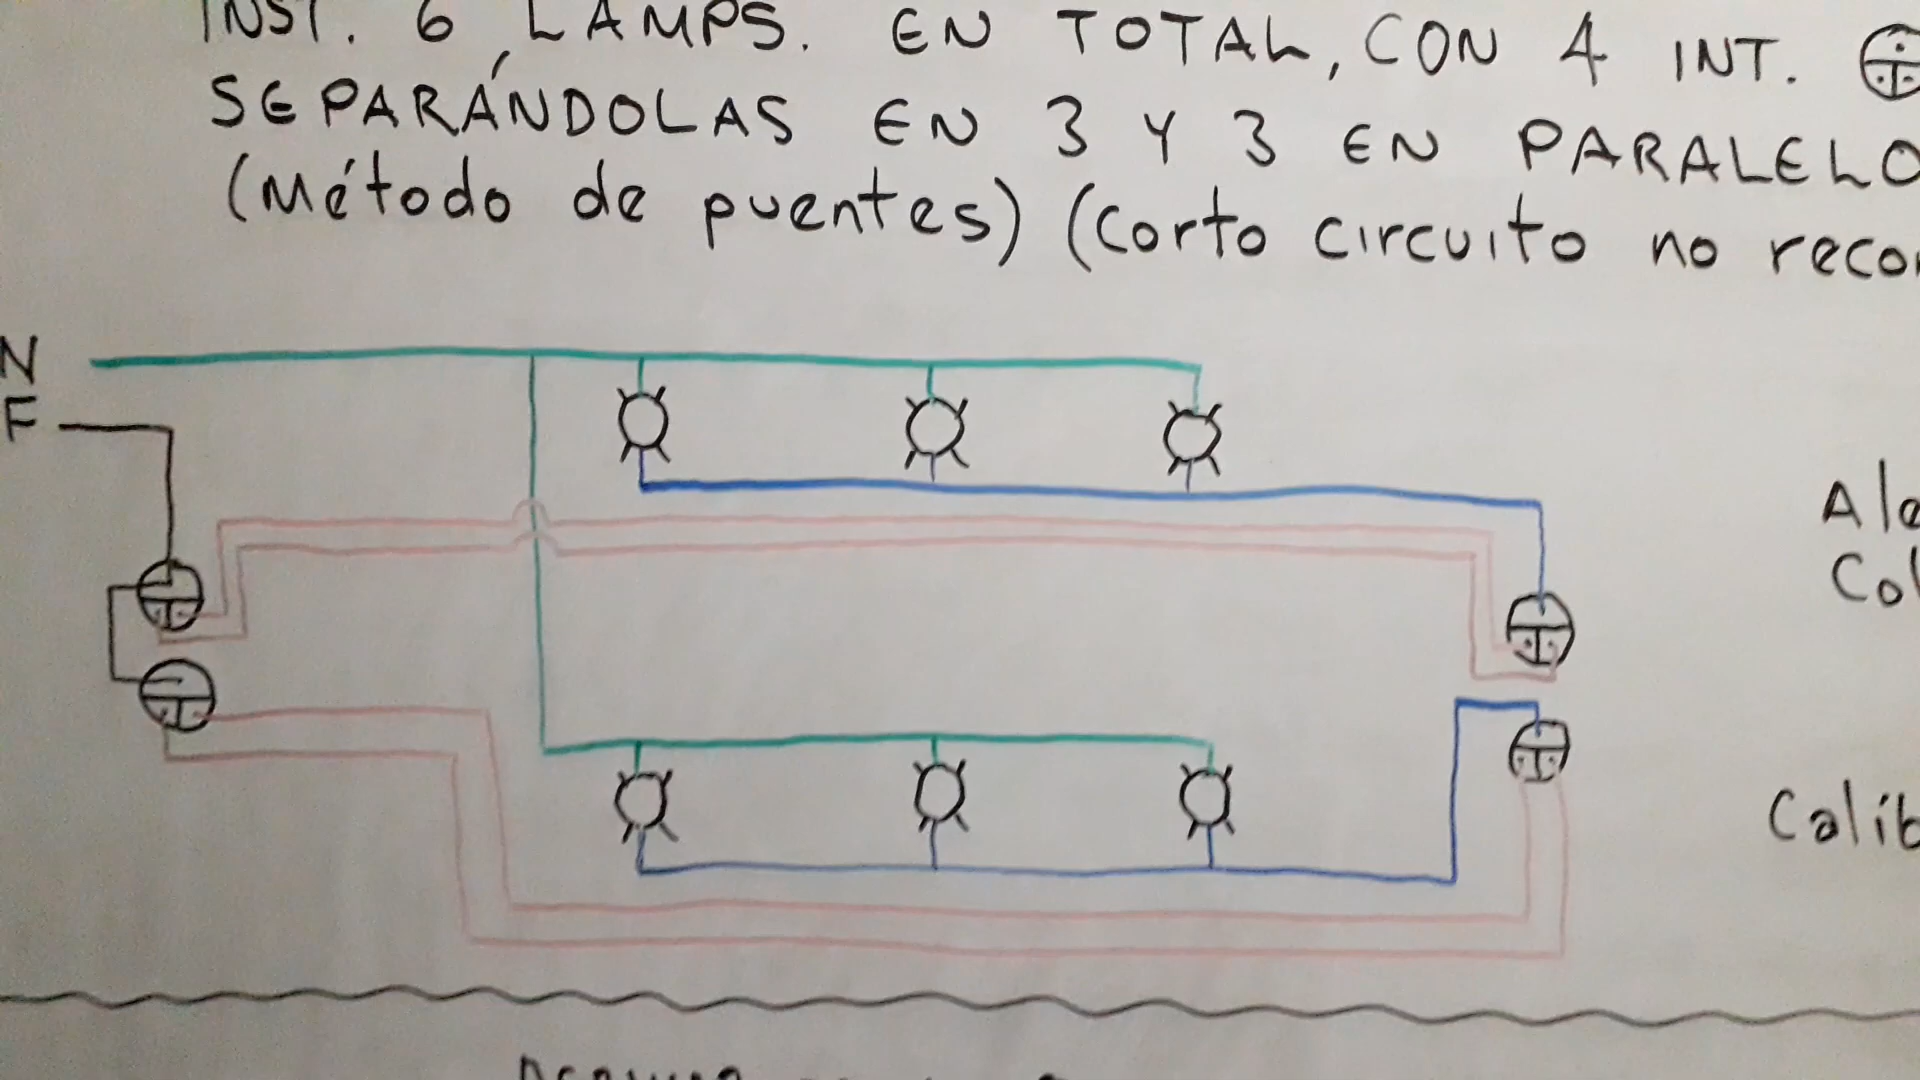 INST. 6 LAMPS. EN TOTAL, CON 4 INT.
SEPARÁNDOLAS EN 3 Y 3 EN PARALELO
(Método de puentes) (Corto circuito no
N
F